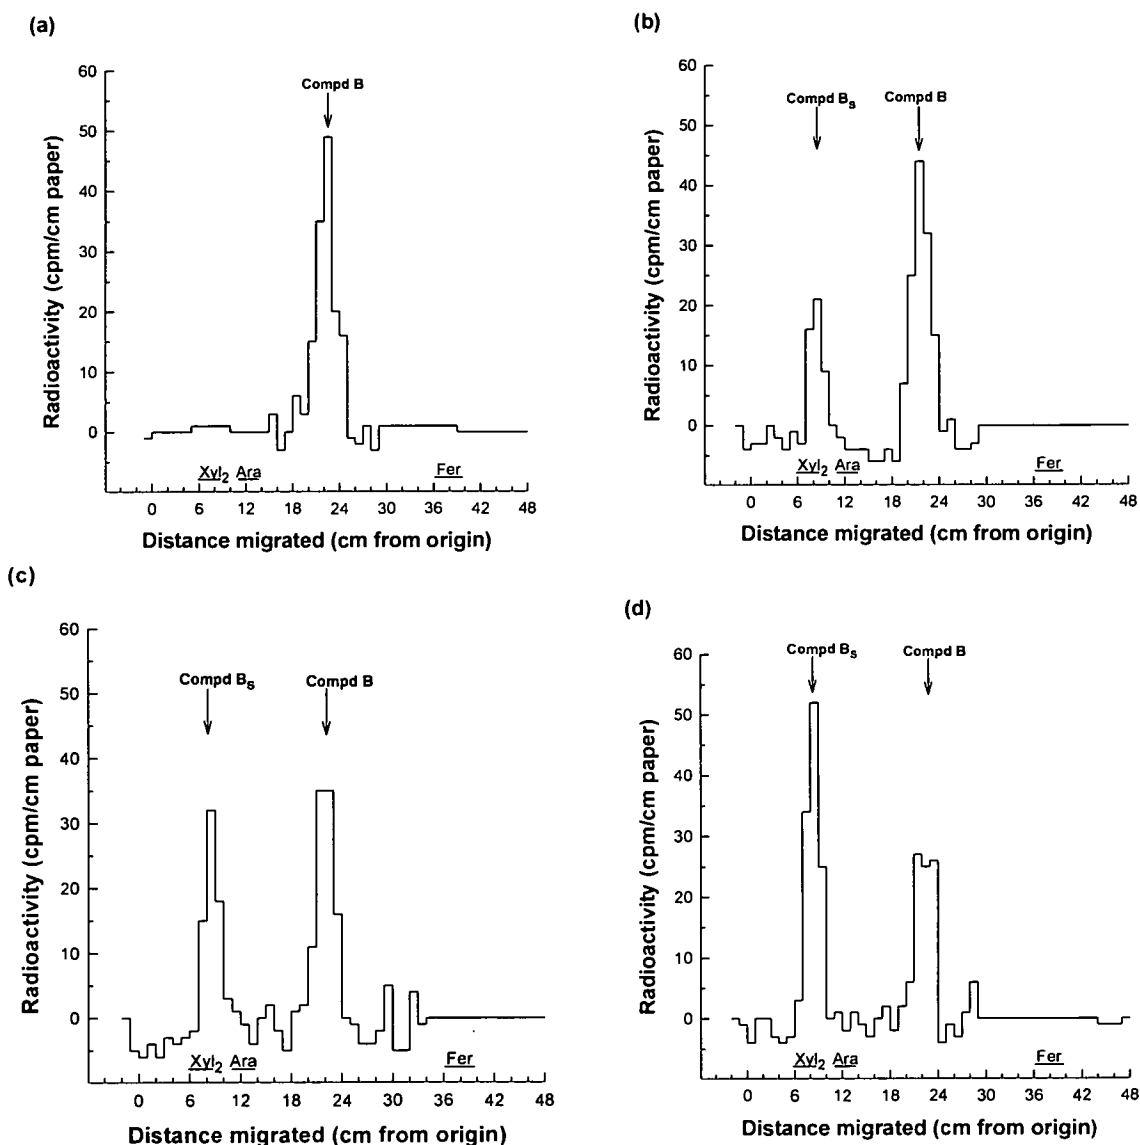 (a)
Compd B
60
50
40
30
20
10
0
Radioactivity (cpm/cm paper)
Xyl2 Ara Fer
0 6 12 18 24 30 36 42 48
Distance migrated (cm from origin)
(b)
Compd Bs Compd B
60
50
40
30
20
10
0
Radioactivity (cpm/cm paper)
Xyl2 Ara Fer
0 6 12 18 24 30 36 42 48
Distance migrated (cm from origin)
(c)
Compd Bs Compd B
60
50
40
30
20
10
0
Radioactivity (cpm/cm paper)
Xyl2 Ara Fer
0 6 12 18 24 30 36 42 48
Distance migrated (cm from origin)
(d)
Compd Bs Compd B
60
50
40
30
20
10
0
Radioactivity (cpm/cm paper)
Xyl2 Ara Fer
0 6 12 18 24 30 36 42 48
Distance migrated (cm from origin)